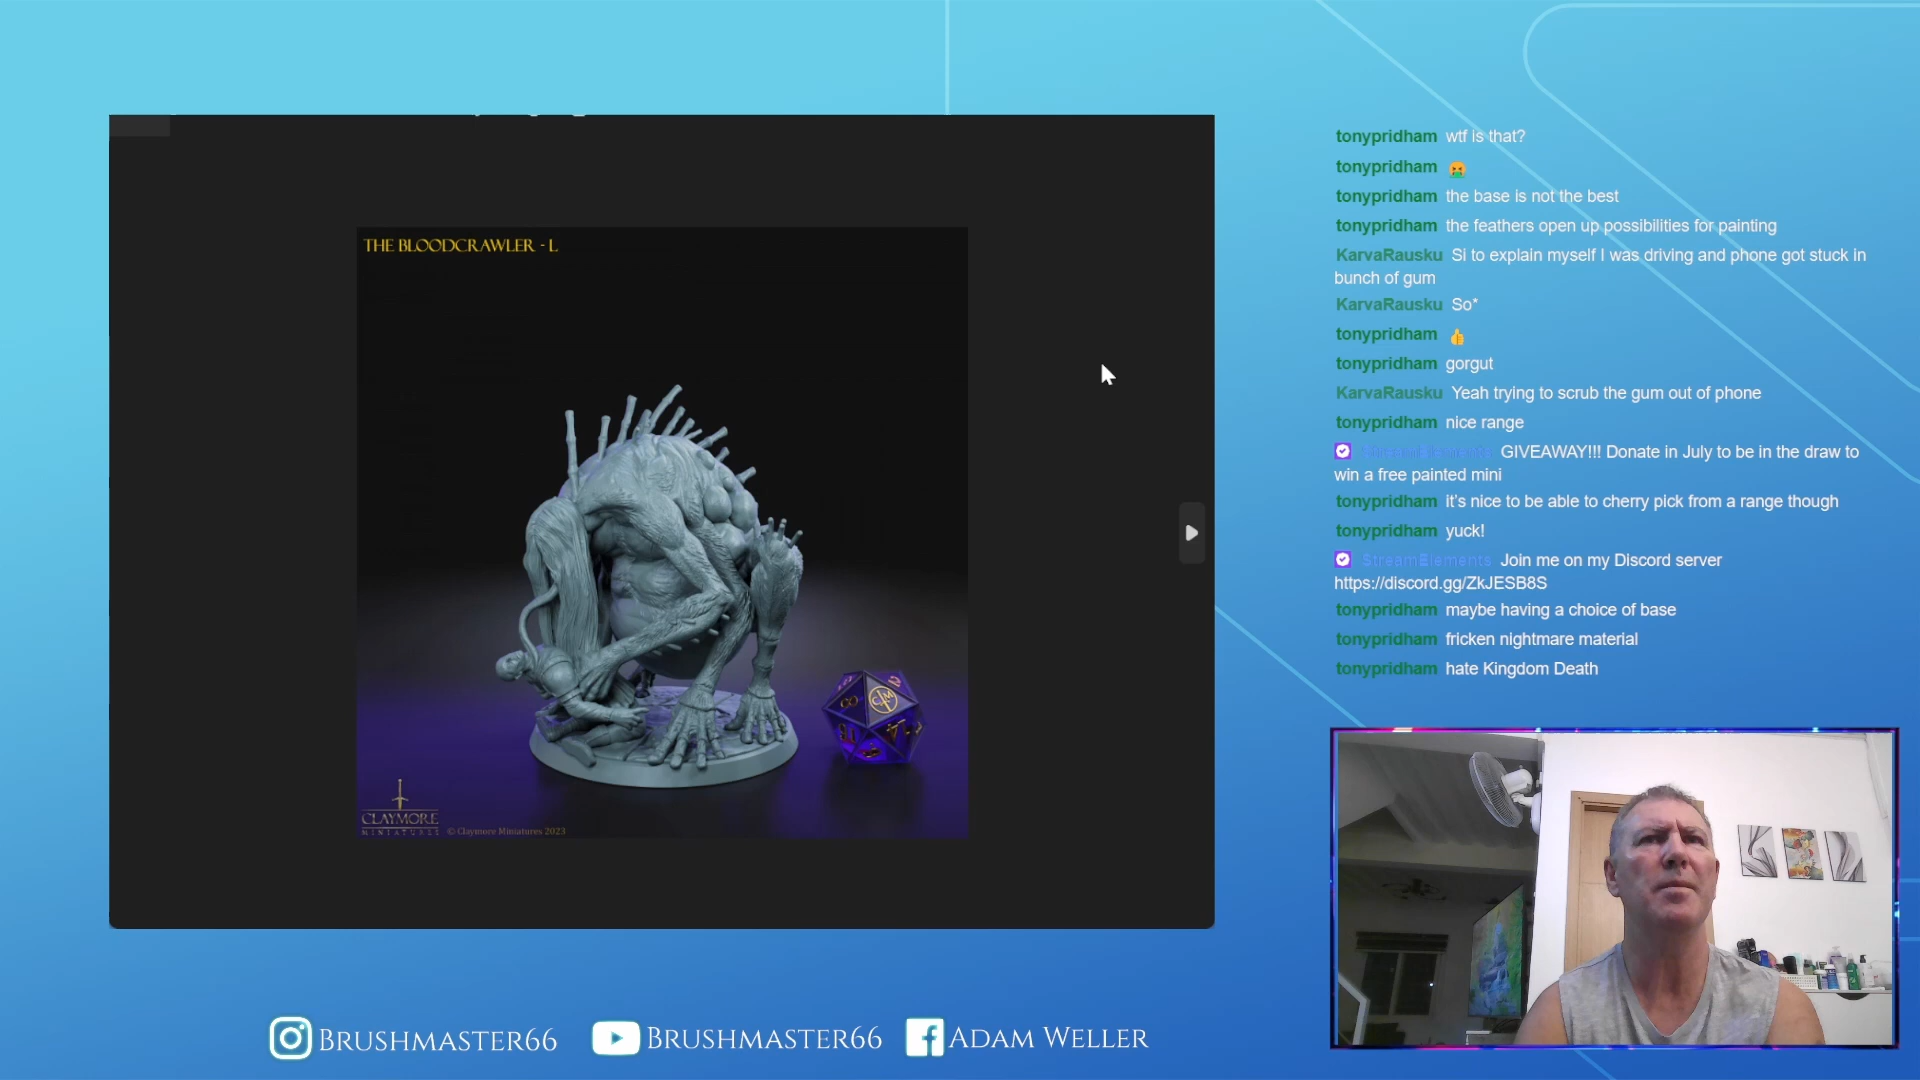 THE BLOODCRAWLER - L
CLAYMORE
MINIATURES
© Claymore Miniatures 2023
tonypridham wtf is that?
tonypridham
tonypridham the base is not the best
tonypridham the feathers open up possibilities for painting
KarvaRausku Si to explain myself I was driving and phone got stuck in
bunch of gum
KarvaRausku So*
tonypridham
tonypridham gorgut
KarvaRausku Yeah trying to scrub the gum out of phone
tonypridham nice range
StreamElements GIVEAWAY!!! Donate in July to be in the draw to
win a free painted mini
tonypridham it's nice to be able to cherry pick from a range though
tonypridham yuck!
StreamElements Join me on my Discord server
https://discord.gg/ZkJESB8S
tonypridham maybe having a choice of base
tonypridham fricken nightmare material
tonypridham hate Kingdom Death
BRUSHMASTER66
BRUSHMASTER66
ADAM WELLER